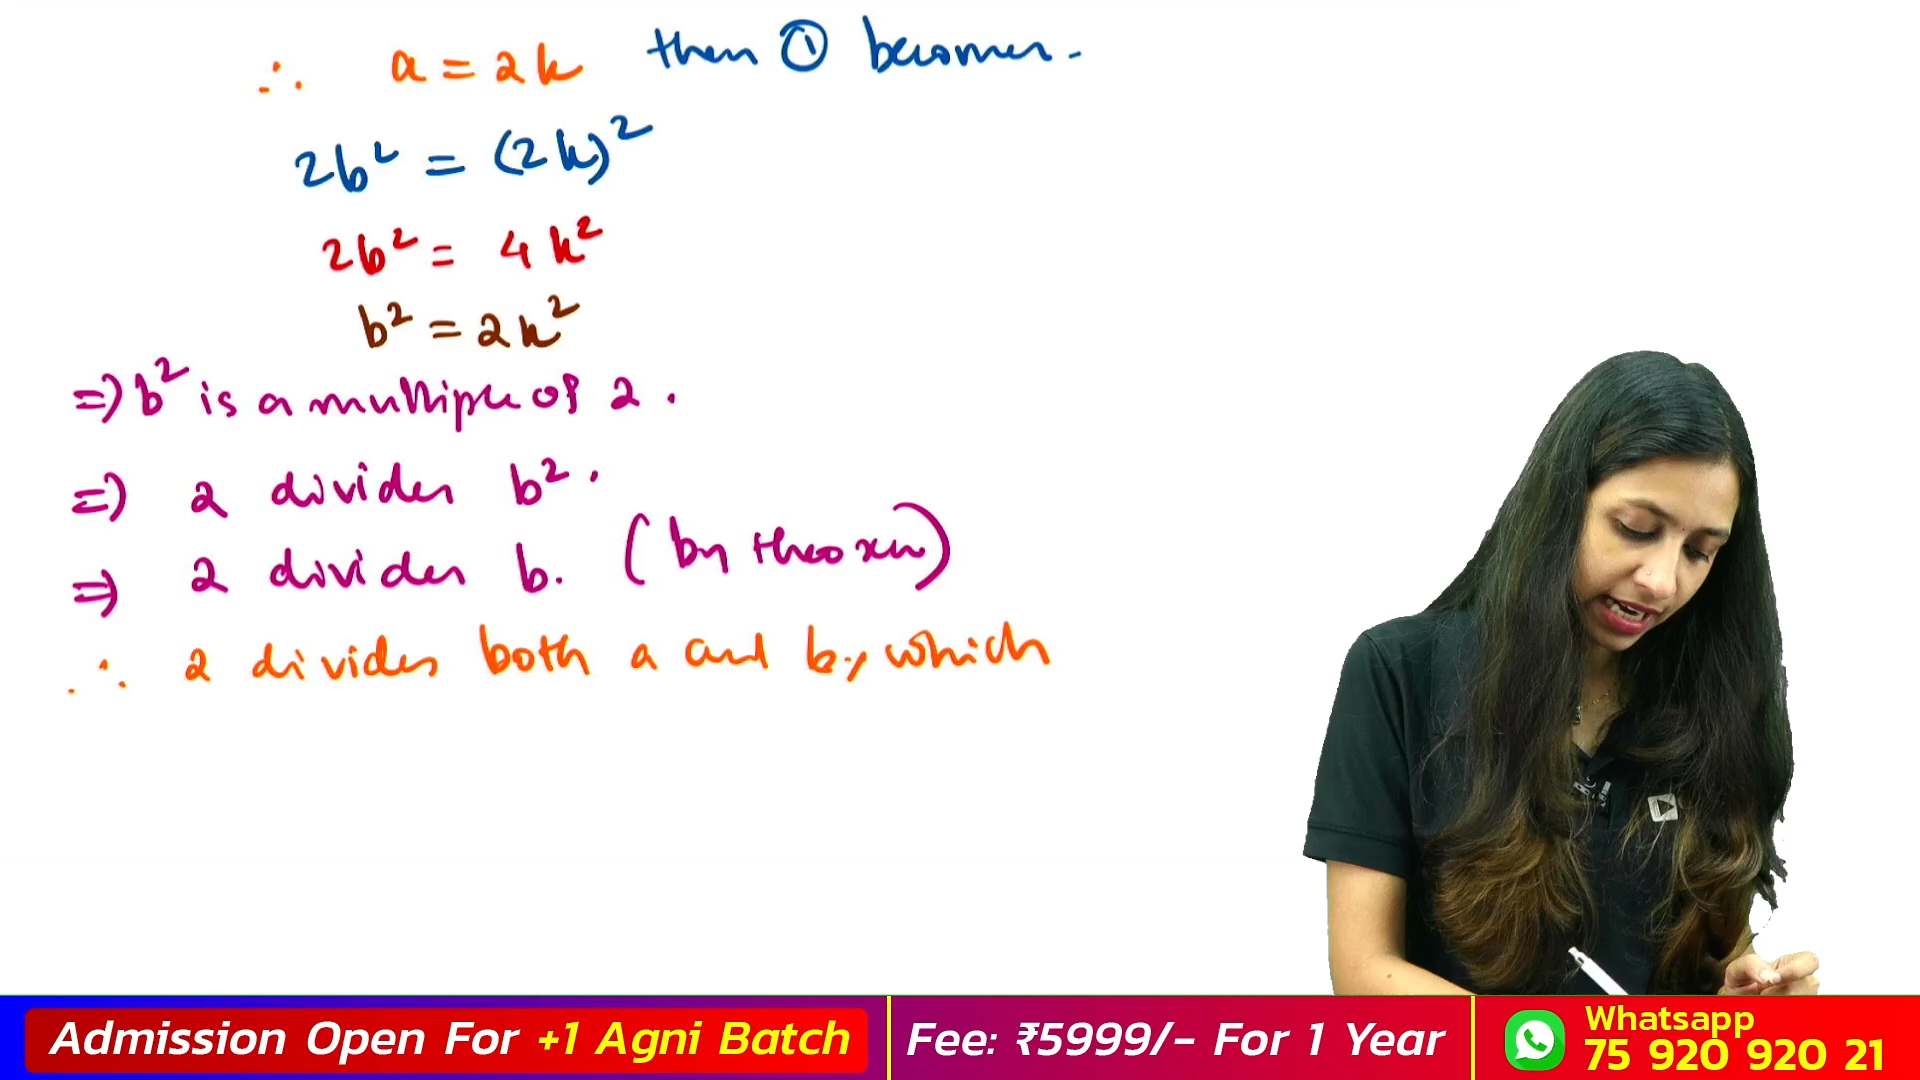 ∴ a = 2k then ① becomes.
2b² = (2k)²
2b² = 4k²
b² = 2k²
⇒ b² is a multiple of 2.
⇒ 2 divides b².
⇒ 2 divides b. (by theorem)
∴ 2 divides both a and b, which
Admission Open For +1 Agni Batch
Fee: ₹5999/- For 1 Year
Whatsapp
75 920 920 21